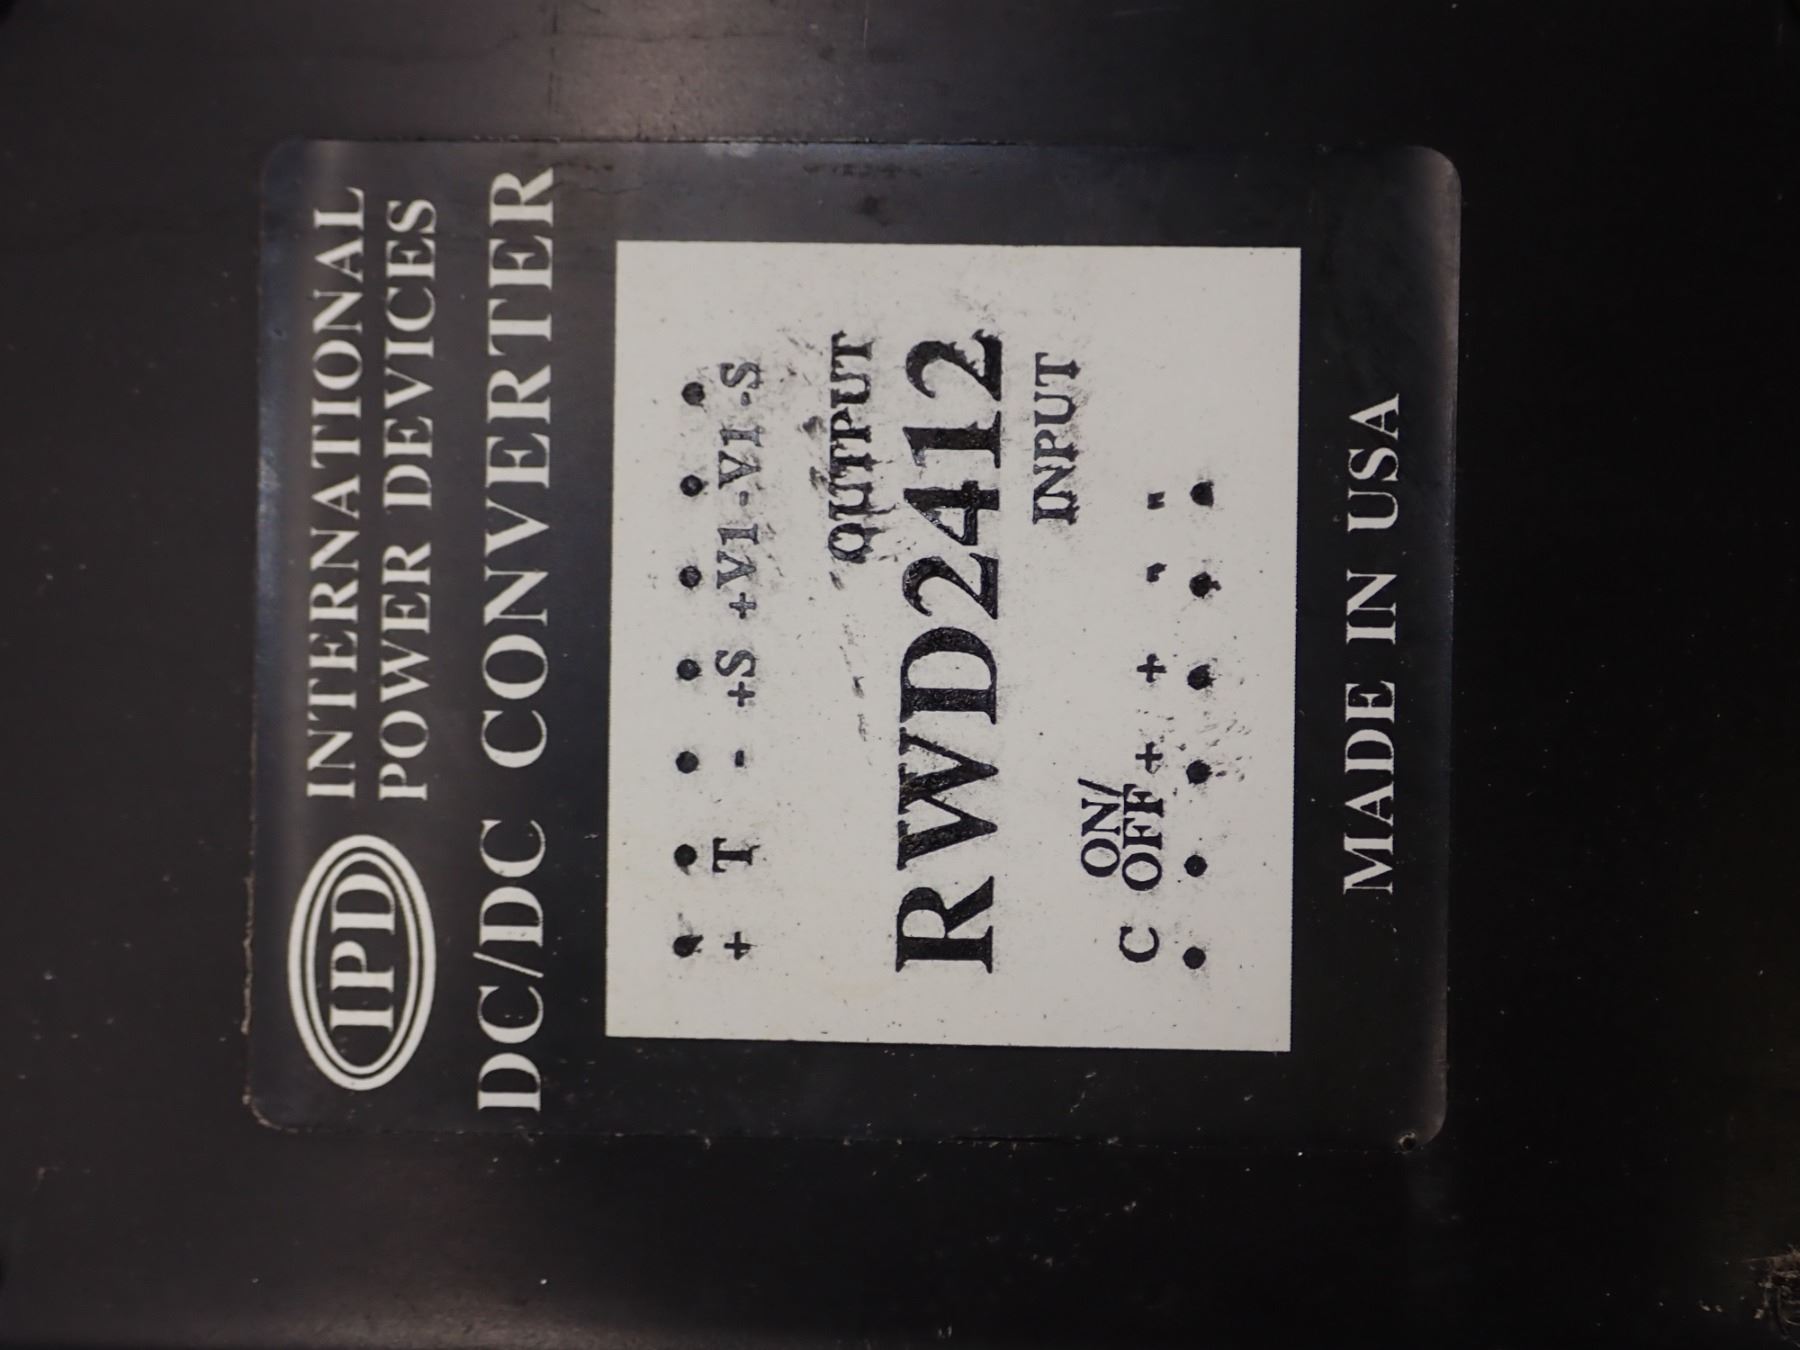 IPD
INTERNATIONAL
POWER DEVICES
DC/DC CONVERTER
+ T - +S +V1 -V1 -S
OUTPUT
RWD2412
INPUT
ON/
C OFF + + - -
MADE IN USA